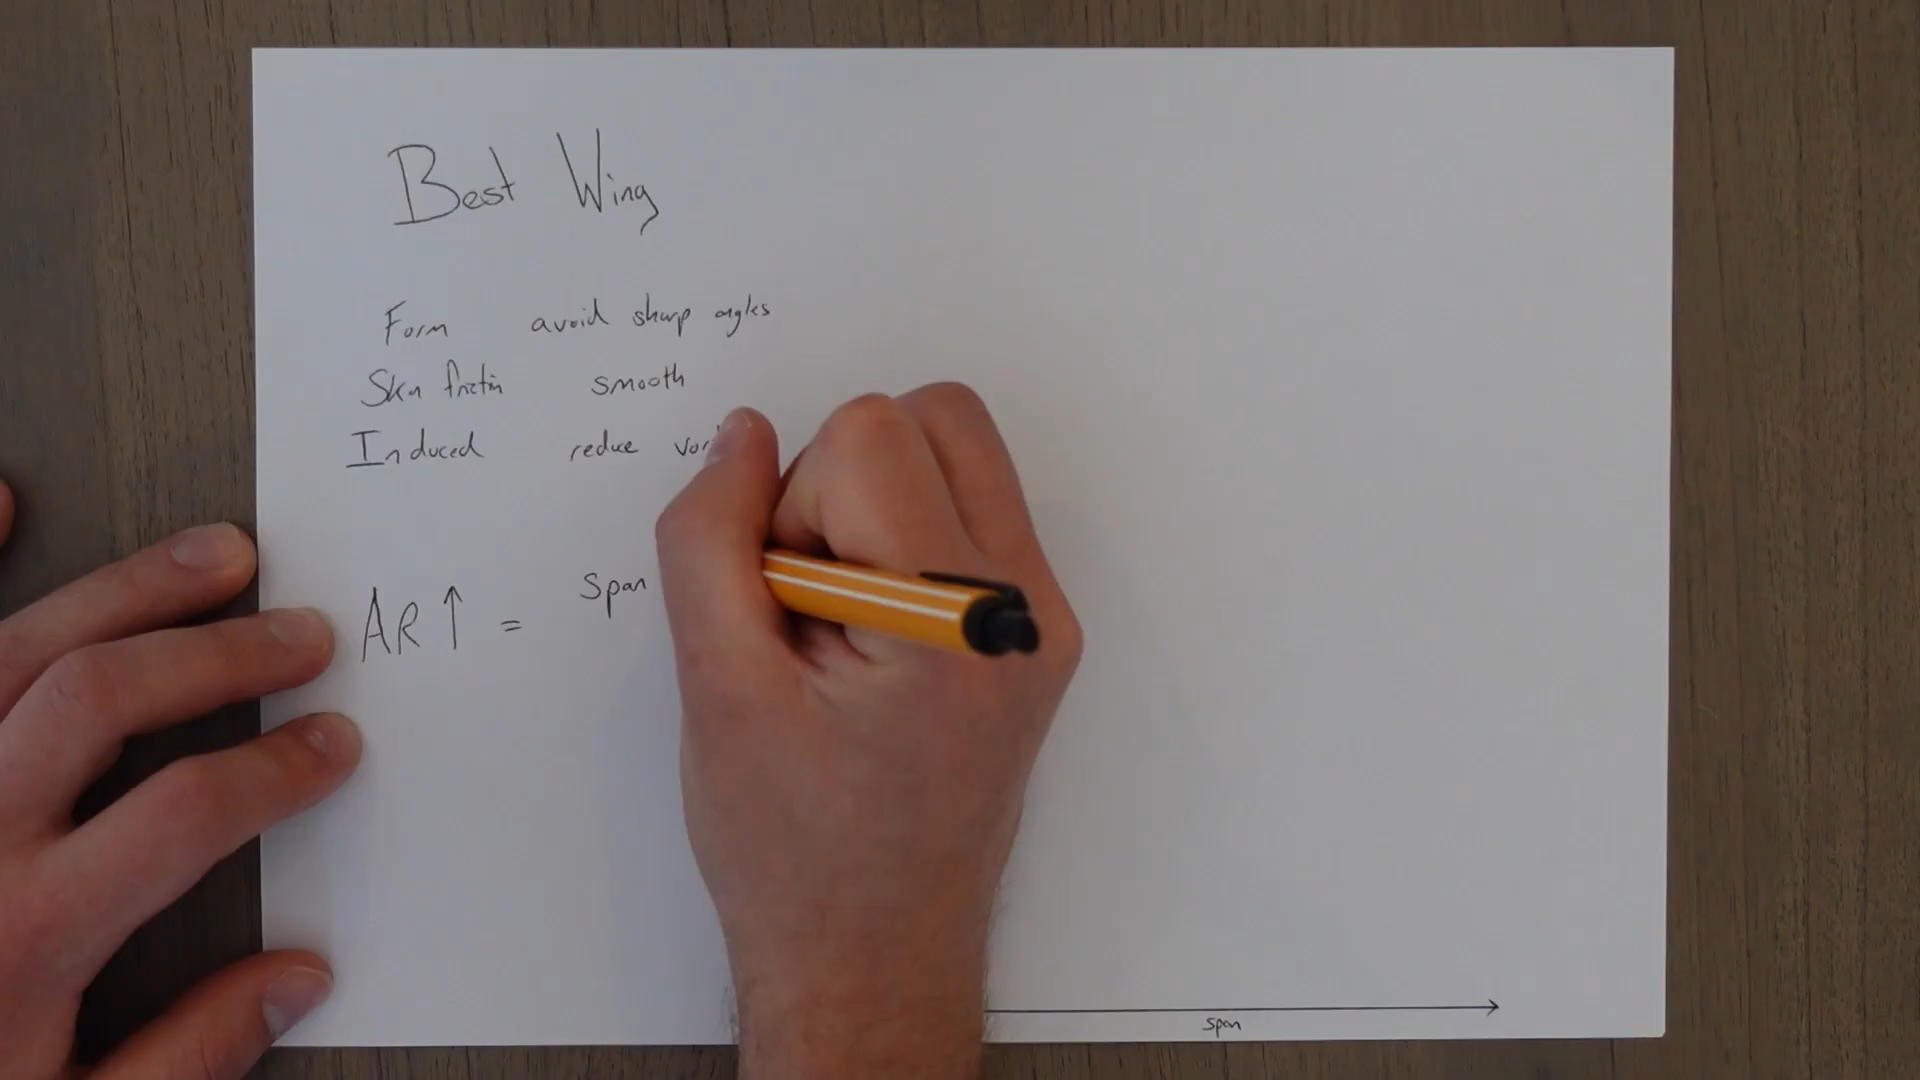 Best Wing
Form avoid sharp angles
Skin friction smooth
Induced reduce
AR↑ = Span
span